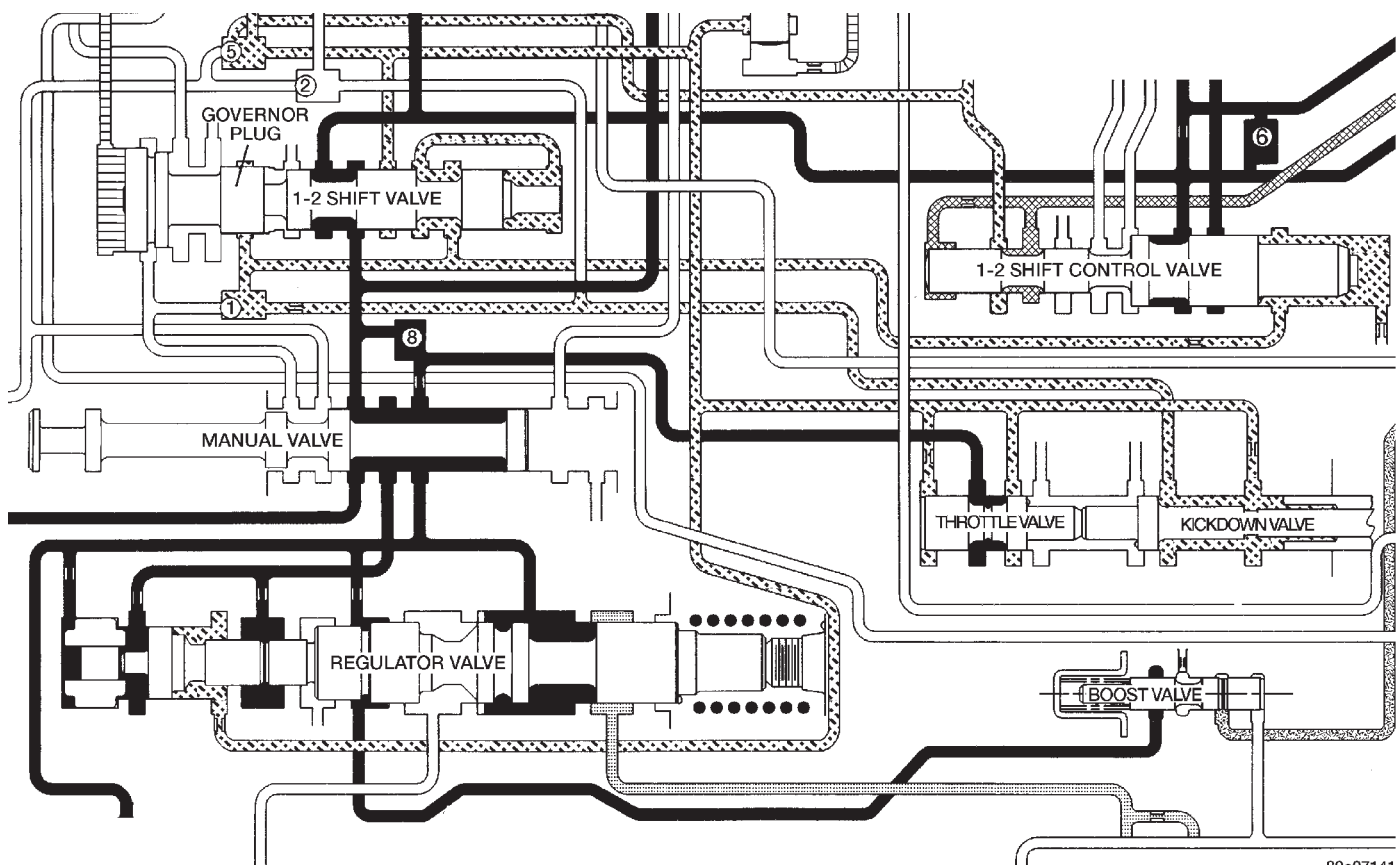 5
2
GOVERNOR
PLUG
6
1-2 SHIFT VALVE
1-2 SHIFT CONTROL VALVE
1
8
MANUAL VALVE
THROTTLE VALVE
KICKDOWN VALVE
REGULATOR VALVE
BOOST VALVE